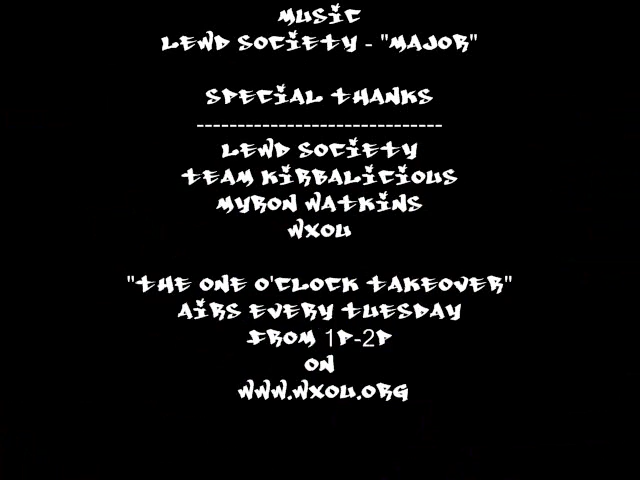 MUSIC
LEWD SOCIETY - "MAJOR"
SPECIAL THANKS
------------------------------
LEWD SOCIETY
TEAM KIRBALICIOUS
MYRON WATKINS
WXOU
"THE ONE O'CLOCK TAKEOVER"
AIRS EVERY TUESDAY
FROM 1P-2P
ON
WWW.WXOU.ORG